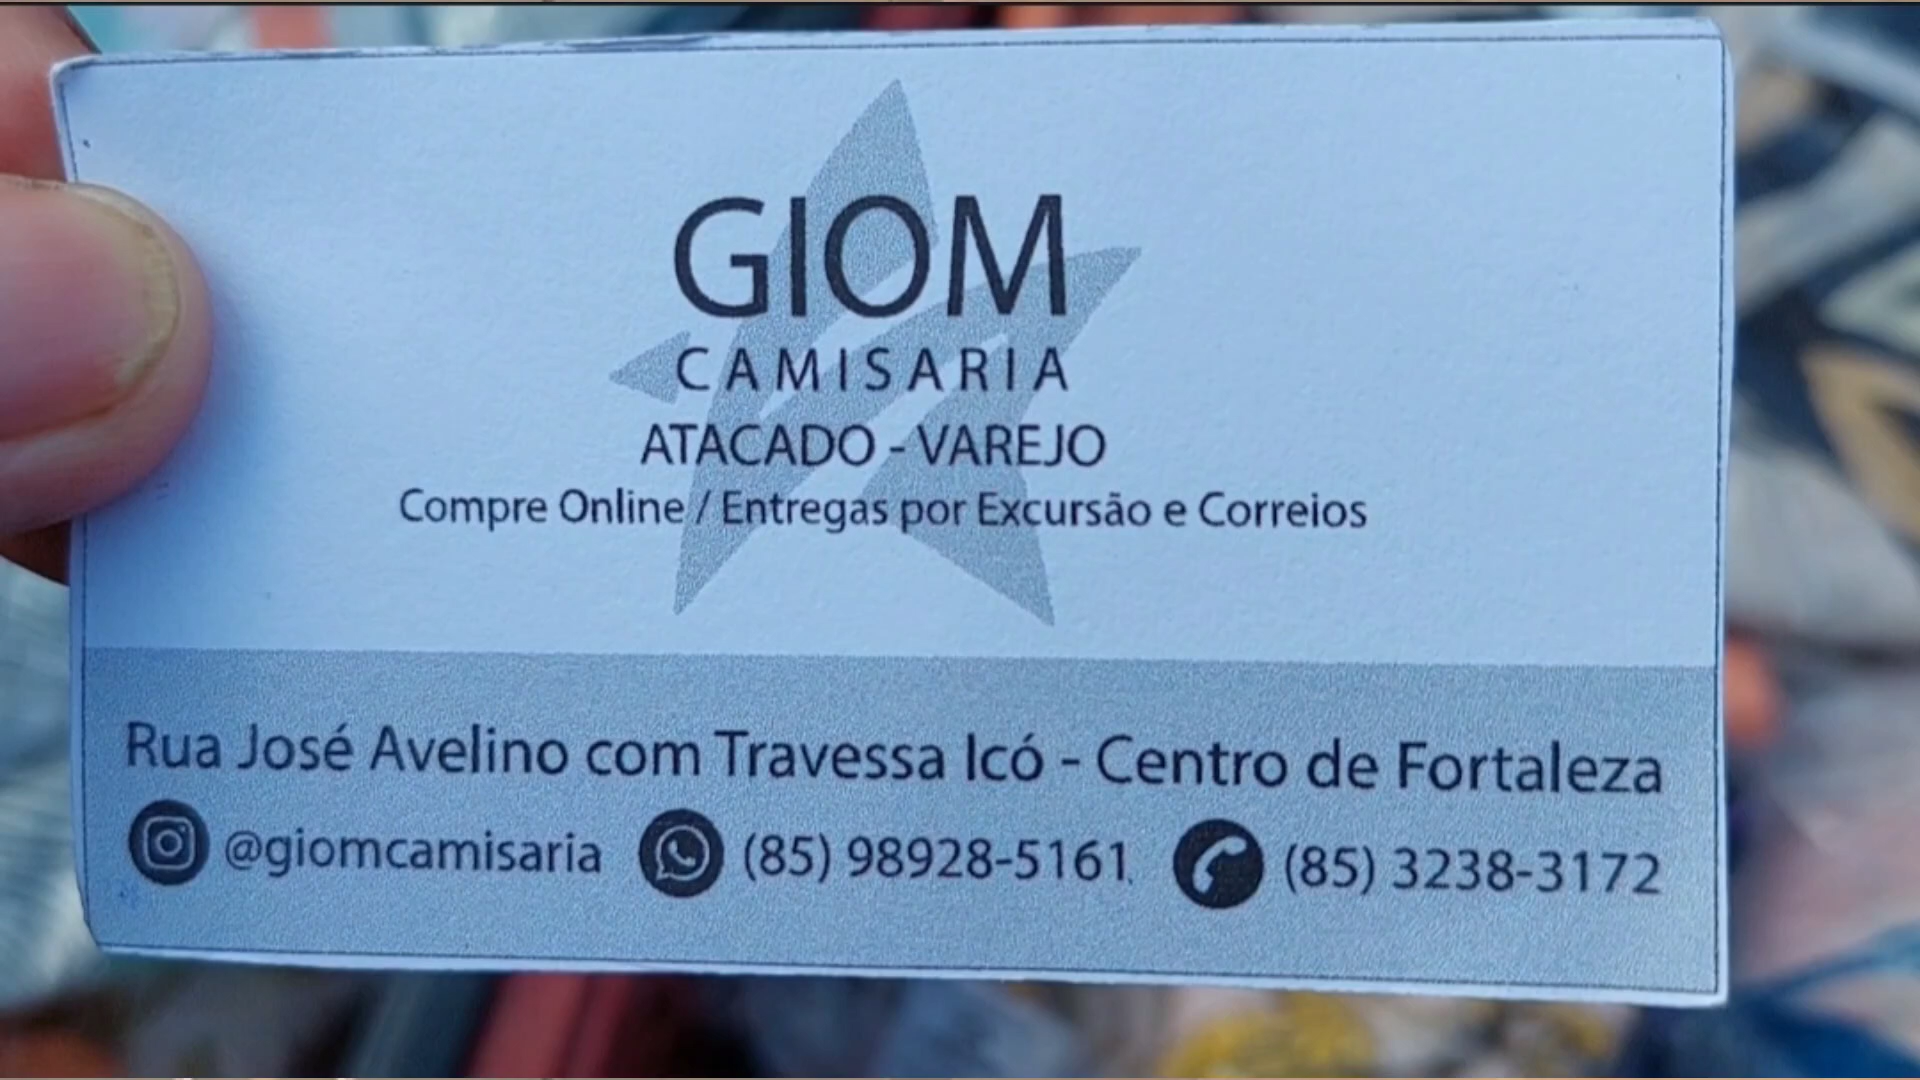 GIOM
CAMISARIA
ATACADO - VAREJO
Compre Online / Entregas por Excursão e Correios
Rua José Avelino com Travessa Icó - Centro de Fortaleza
@giomcamisaria (85) 98928-5161 (85) 3238-3172